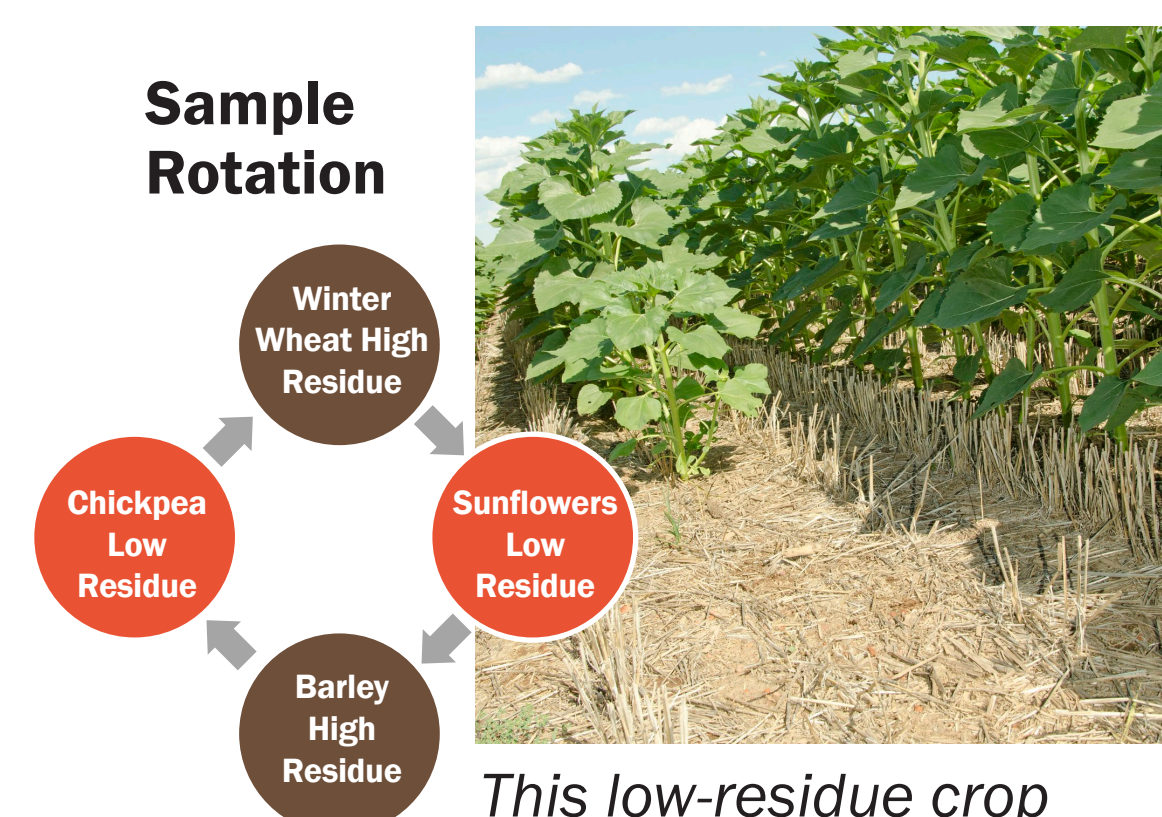 Sample
Rotation
Winter
Wheat High
Residue
Chickpea
Low
Residue
Sunflowers
Low
Residue
Barley
High
Residue
This low-residue crop